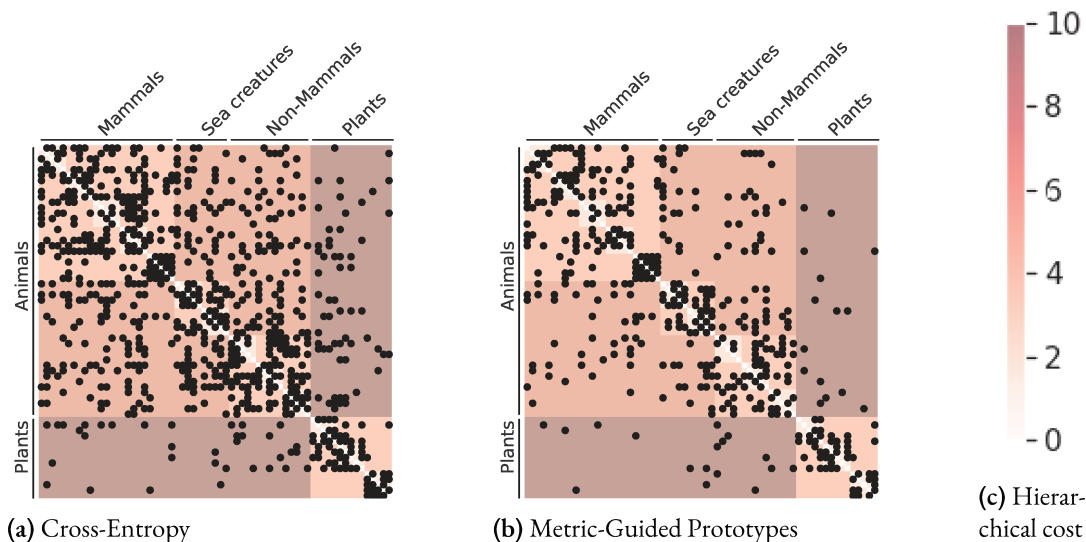 Mammals
Sea creatures
Non-Mammals
Plants
Animals
Plants
(a) Cross-Entropy
Mammals
Sea creatures
Non-Mammals
Plants
Animals
Plants
(b) Metric-Guided Prototypes
10
8
6
4
2
0
(c) Hierar-
chical cost